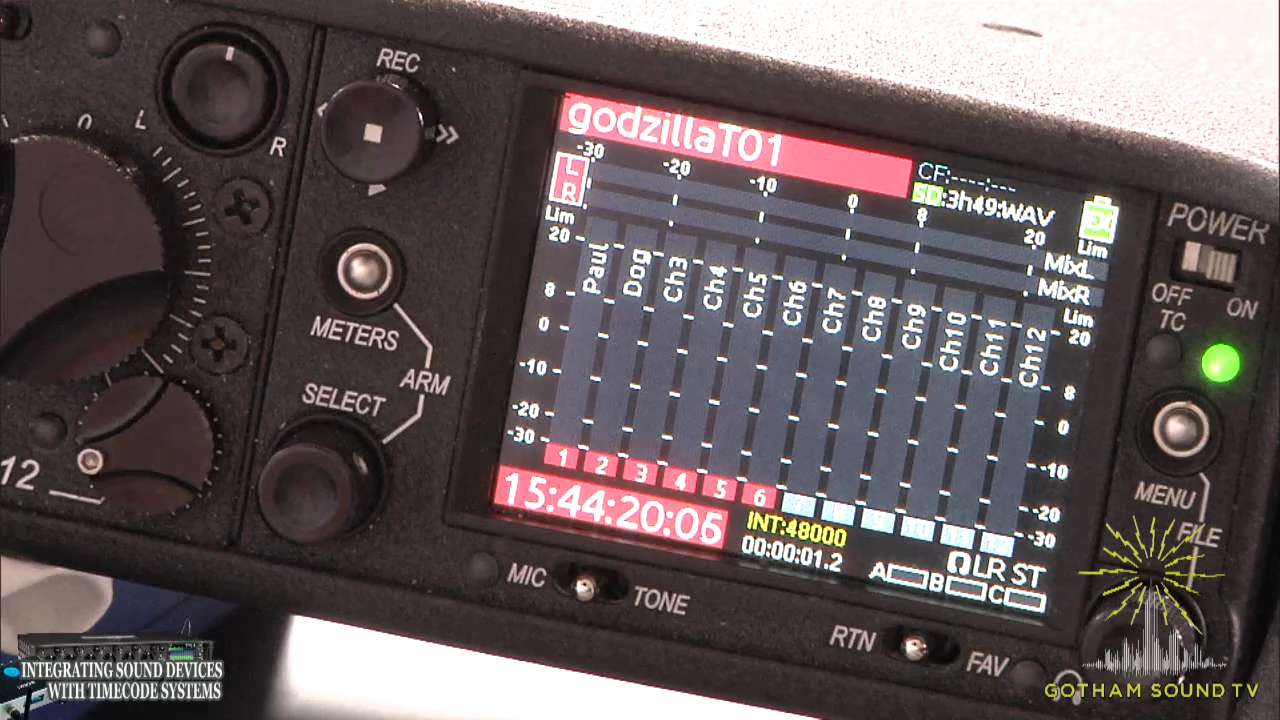 REC
0 L
R
METERS
ARM
SELECT
12
godzillaT01
CF:----:---
SD:3h49:WAV
-30 -20 -10 0 8 20
L
R
Lim
MixL
MixR
Lim
20
8
0
-10
-20
-30
Paul Dog Ch3 Ch4 Ch5 Ch6 Ch7 Ch8 Ch9 Ch10 Ch11 Ch12
Lim
20
8
0
-10
-20
-30
1 2 3 4 5 6
15:44:20:05
INT:48000
00:00:01.2
LR ST
A B C
POWER
OFF ON
TC
MENU
FILE
MIC TONE
RTN FAV
INTEGRATING SOUND DEVICES
WITH TIMECODE SYSTEMS
GOTHAM SOUND TV